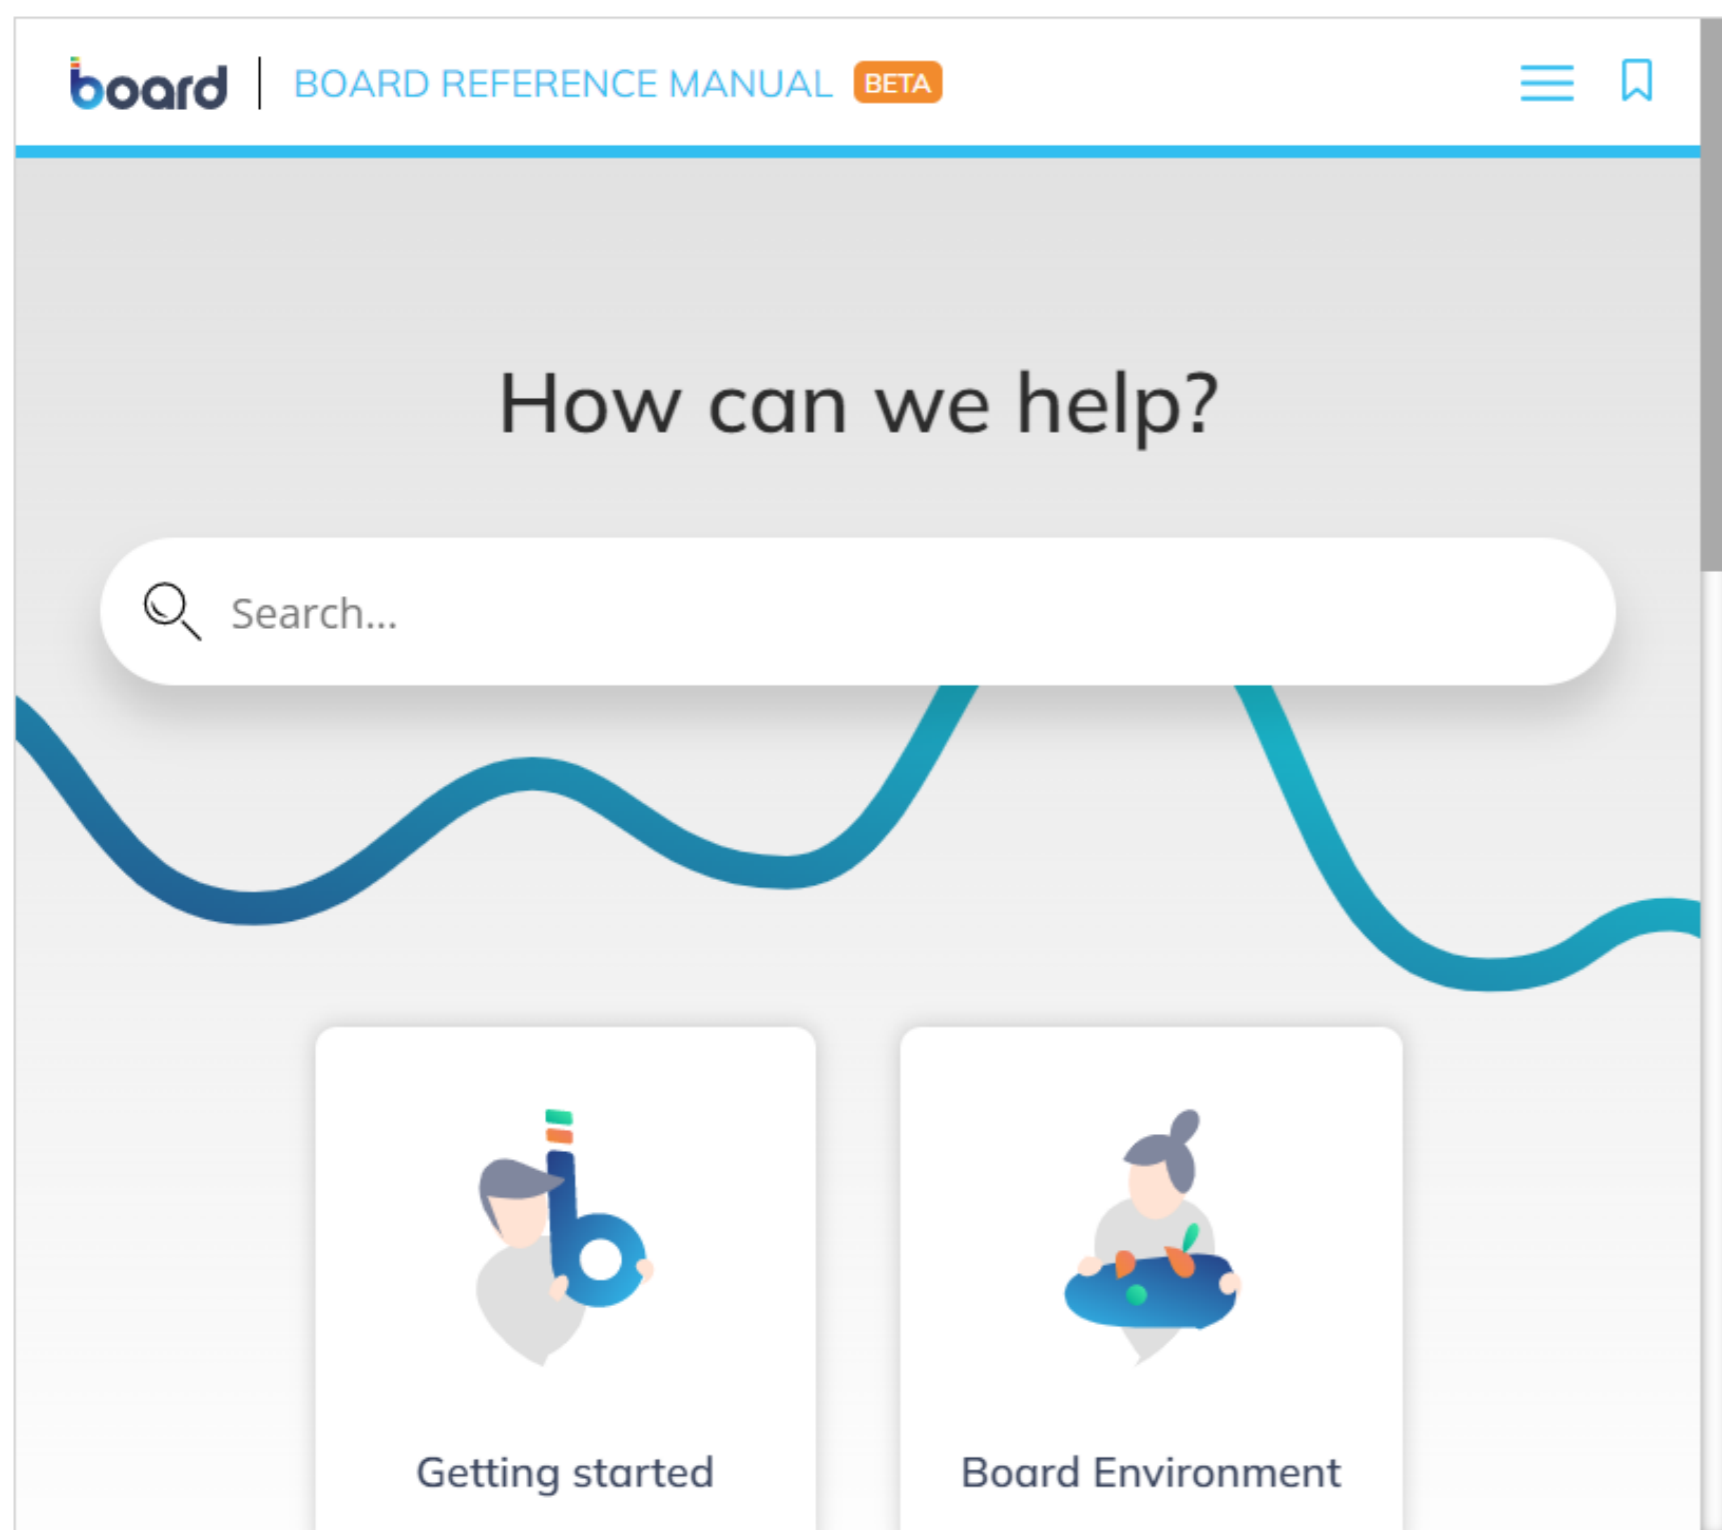 board | BOARD REFERENCE MANUAL BETA
How can we help?
Search...
Getting started
Board Environment